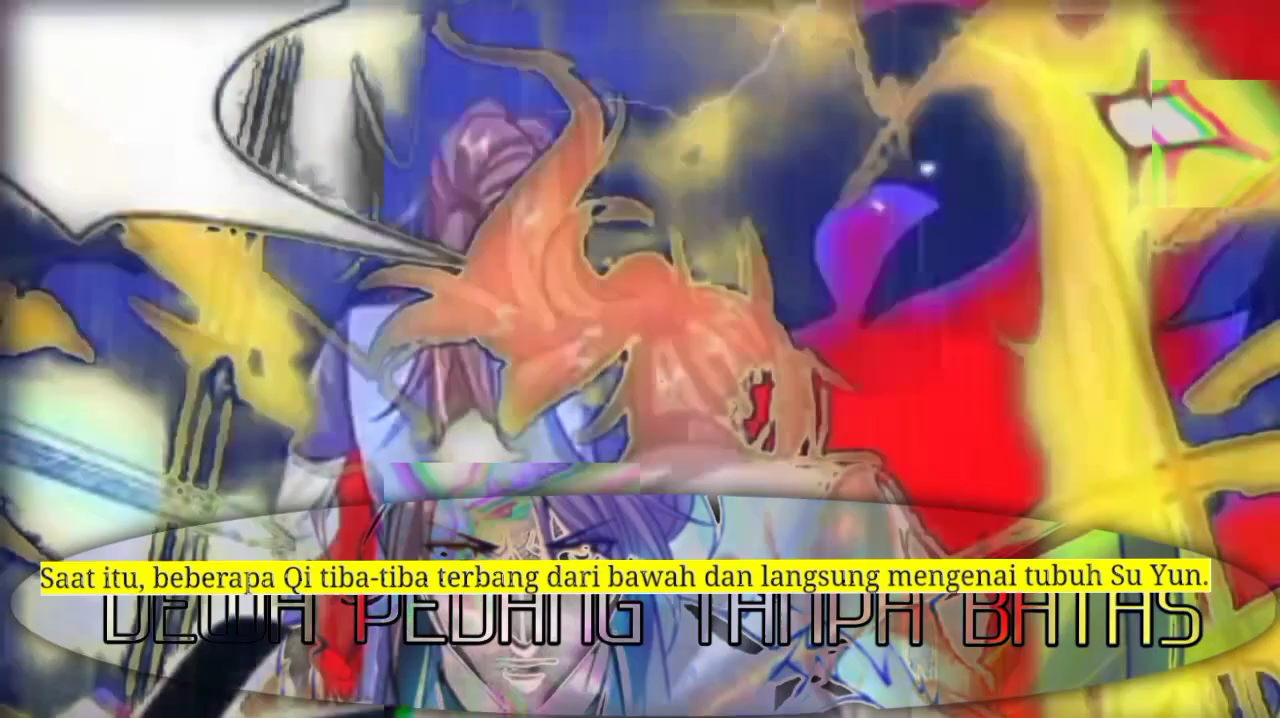 Saat itu, beberapa Qi tiba-tiba terbang dari bawah dan langsung mengenai tubuh Su Yun.
DEWA PEDANG TANPA BATAS